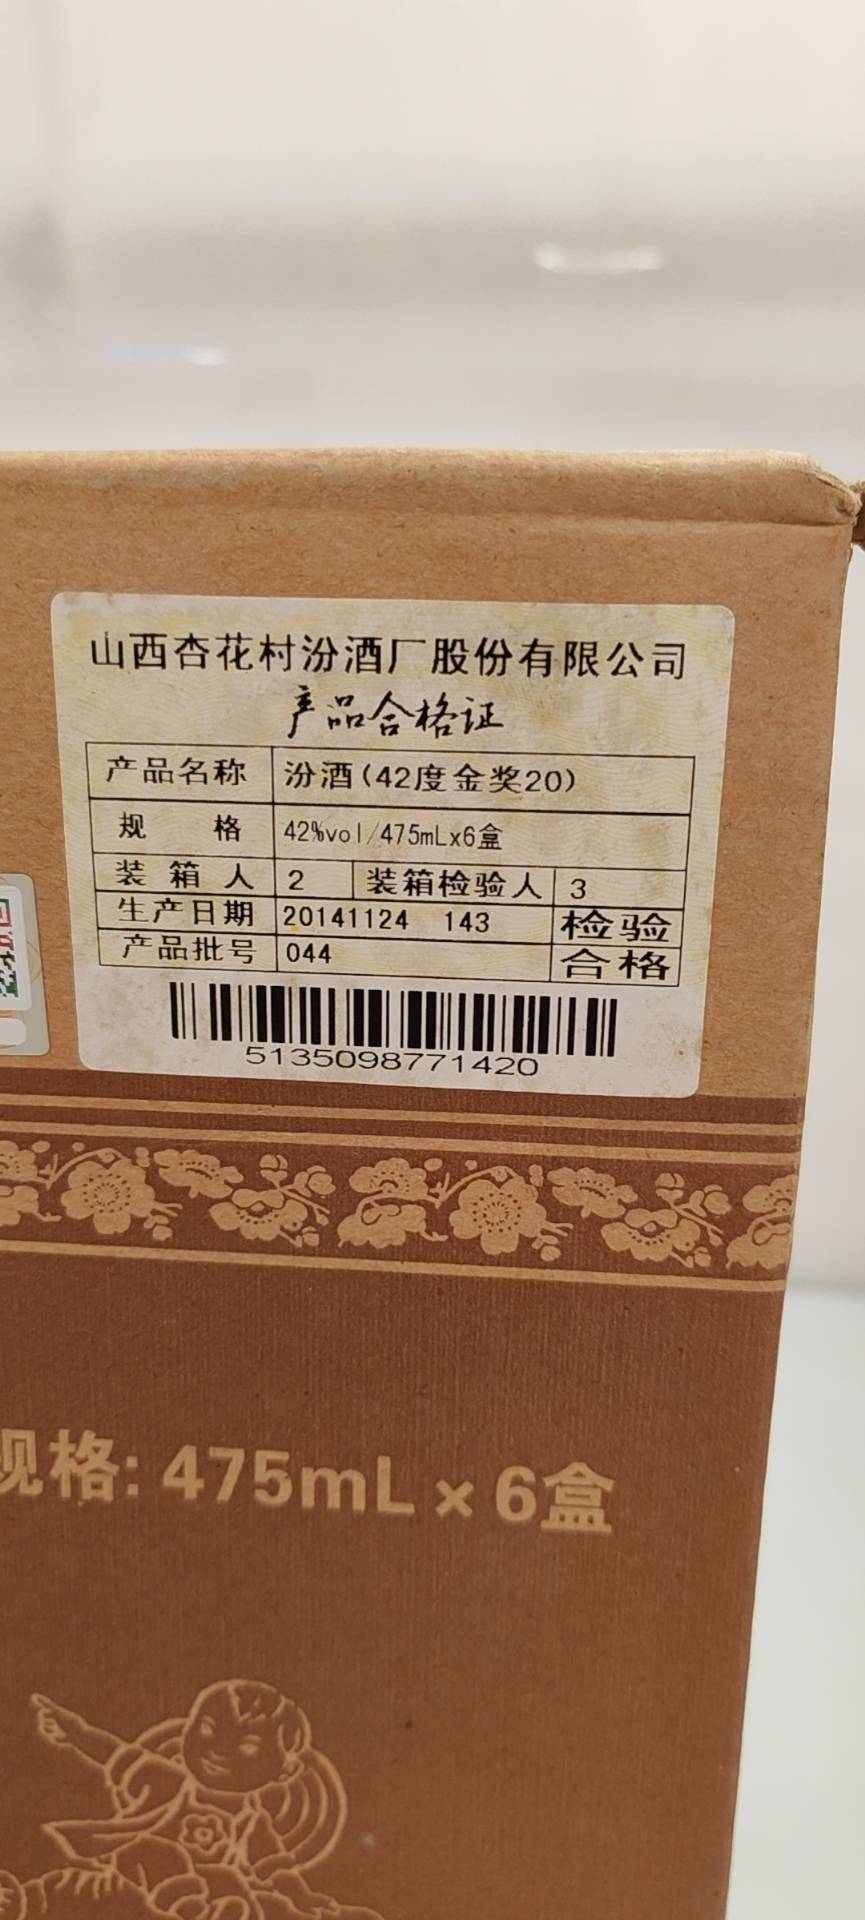 山西杏花村汾酒厂股份有限公司
产品合格证
产品名称 汾酒(42度金奖20)
规 格 42%vol/475mLx6盒
装箱人 2 装箱检验人 3
生产日期 20141124 143 检验
产品批号 044 合格
5135098771420
规格: 475mL × 6盒